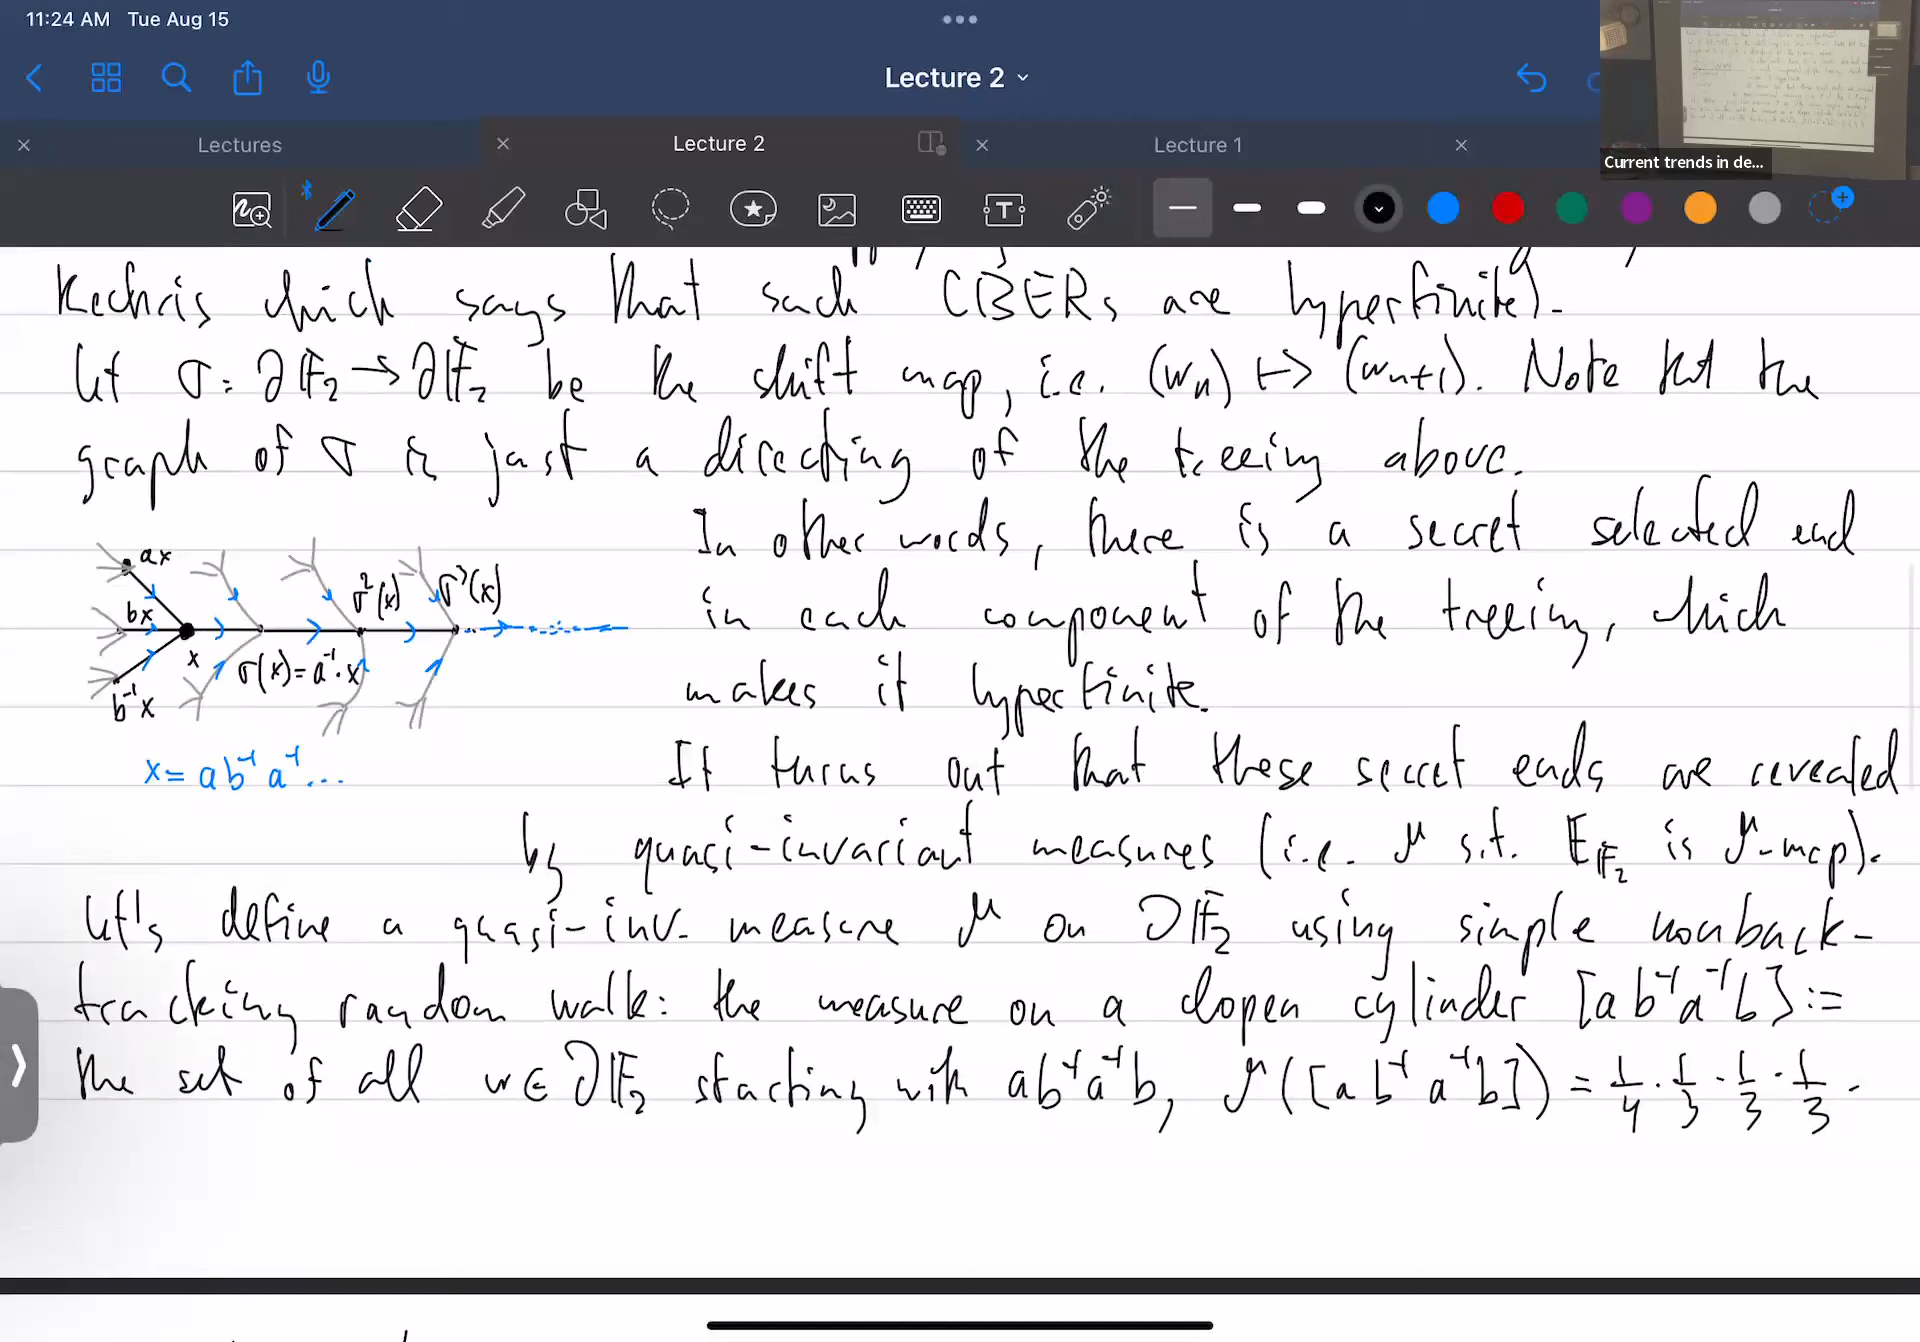 11:24 AM Tue Aug 15
Lecture 2
Lectures
Lecture 2
Lecture 1
Current trends in de...
Kechris which says that such CBERs are hyperfinite).
Let σ: ∂𝔽₂ → ∂𝔽₂ be the shift map, i.e. (wₙ) ↦ (wₙ₊₁). Note that the
graph of σ is just a directing of the treeing above.
In other words, there is a secret selected end
in each component of the treeing, which
makes it hyperfinite.
ax
bx
b⁻¹x
x
σ(x) = a⁻¹·x
σ²(x)
σ³(x)
x = ab⁻¹a⁻¹...
It turns out that these secret ends are revealed
by quasi-invariant measures (i.e. μ s.t. E_𝔽₂ is μ-mcp).
Let's define a quasi-inv. measure μ on ∂𝔽₂ using simple nonback-
tracking random walk: the measure on a clopen cylinder [ab⁻¹a⁻¹b] :=
the set of all w ∈ ∂𝔽₂ starting with ab⁻¹a⁻¹b, μ([ab⁻¹a⁻¹b]) = 1/4 · 1/3 · 1/3 · 1/3.